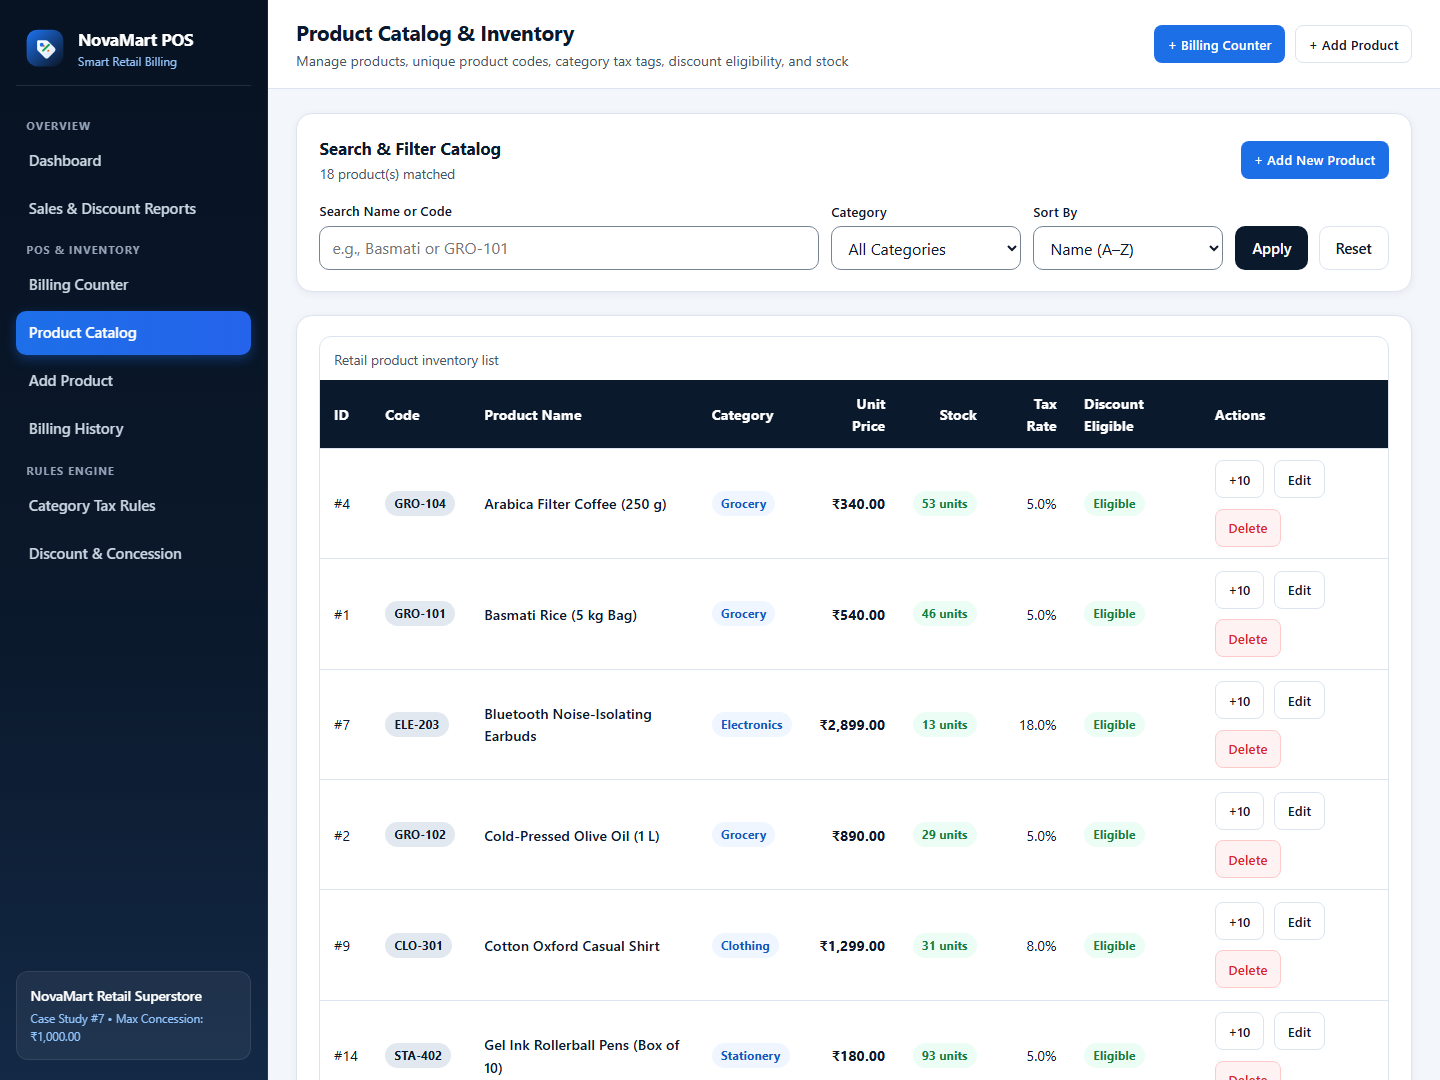 NovaMart POS
Smart Retail Billing
OVERVIEW
Dashboard
Sales & Discount Reports
POS & INVENTORY
Billing Counter
Product Catalog
Add Product
Billing History
RULES ENGINE
Category Tax Rules
Discount & Concession
NovaMart Retail Superstore
Case Study #7 • Max Concession:
₹1,000.00
Product Catalog & Inventory
Manage products, unique product codes, category tax tags, discount eligibility, and stock
+ Billing Counter
+ Add Product
Search & Filter Catalog
18 product(s) matched
+ Add New Product
Search Name or Code
Category
Sort By
e.g., Basmati or GRO-101
All Categories
Name (A–Z)
Apply
Reset
Retail product inventory list
ID Code Product Name Category Unit Price Stock Tax Rate Discount Eligible Actions
#4 GRO-104 Arabica Filter Coffee (250 g) Grocery ₹340.00 53 units 5.0% Eligible +10 Edit
Delete
#1 GRO-101 Basmati Rice (5 kg Bag) Grocery ₹540.00 46 units 5.0% Eligible +10 Edit
Delete
#7 ELE-203 Bluetooth Noise-Isolating Earbuds Electronics ₹2,899.00 13 units 18.0% Eligible +10 Edit
Delete
#2 GRO-102 Cold-Pressed Olive Oil (1 L) Grocery ₹890.00 29 units 5.0% Eligible +10 Edit
Delete
#9 CLO-301 Cotton Oxford Casual Shirt Clothing ₹1,299.00 31 units 8.0% Eligible +10 Edit
Delete
#14 STA-402 Gel Ink Rollerball Pens (Box of 10) Stationery ₹180.00 93 units 5.0% Eligible +10 Edit
Delete